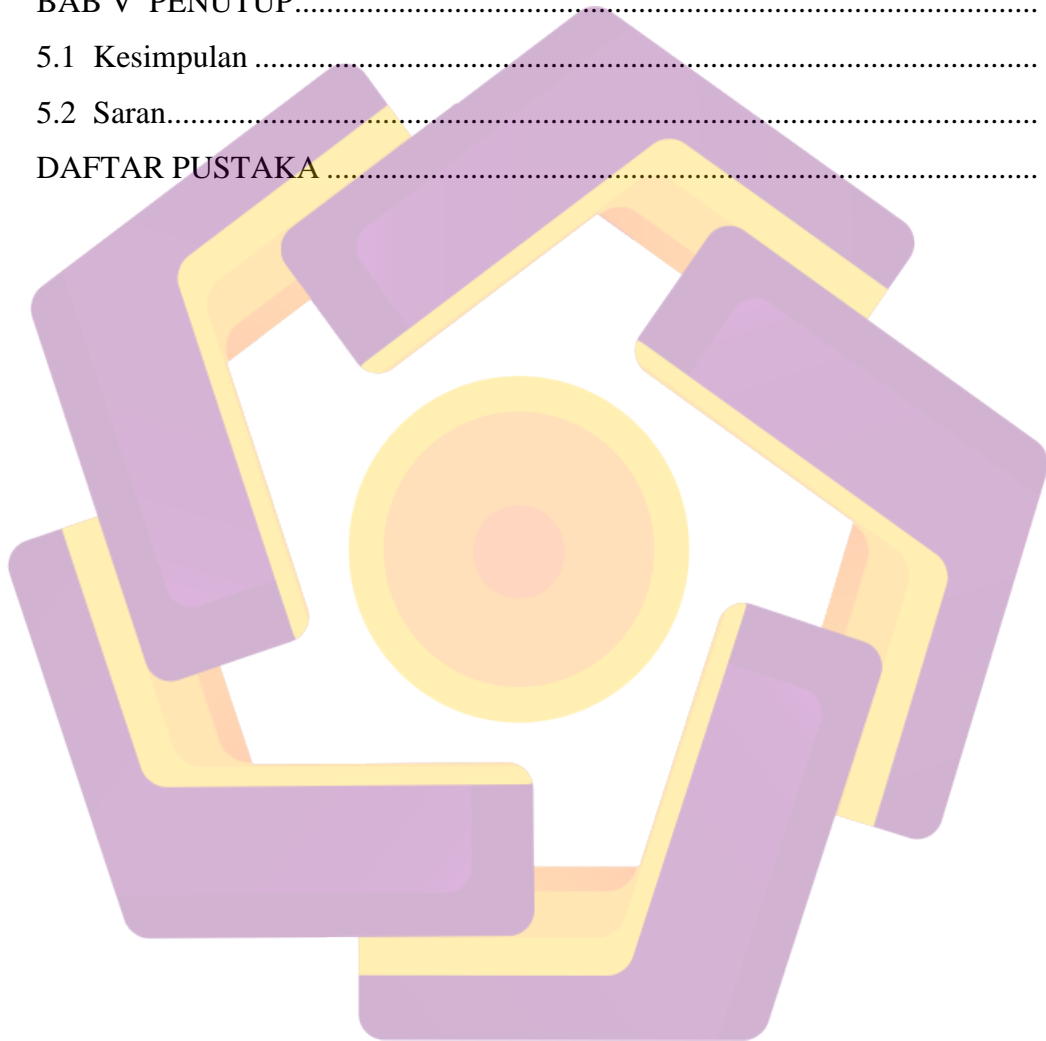 BAB V PENUTUP..........................................................................................
5.1 Kesimpulan ..............................................................................................
5.2 Saran.........................................................................................................
DAFTAR PUSTAKA .....................................................................................